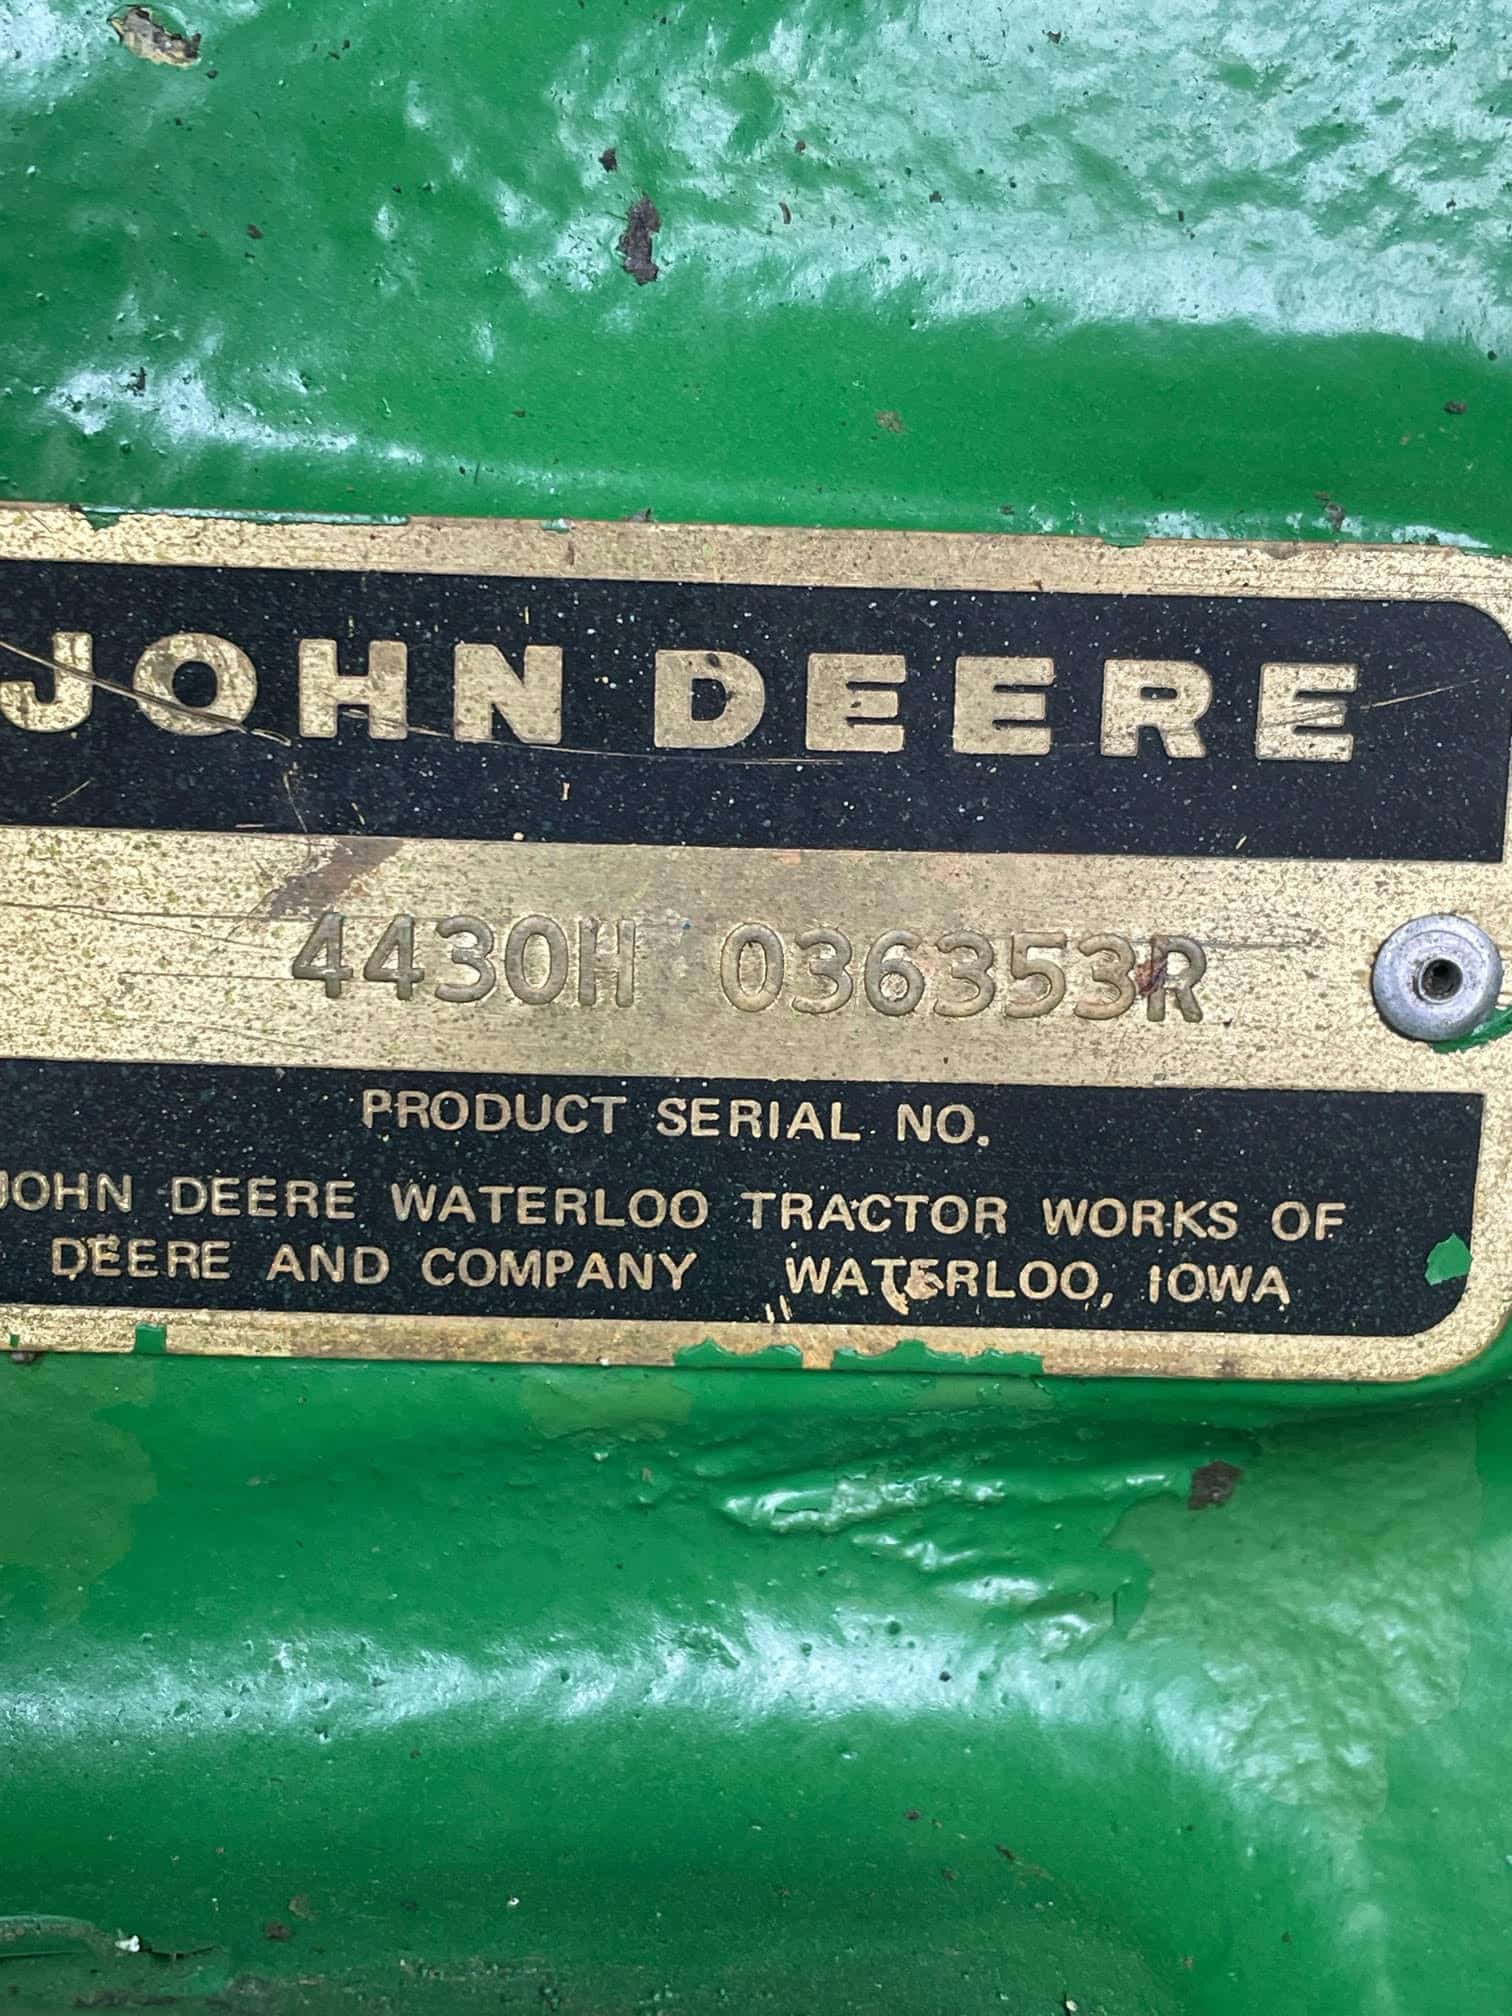 JOHN DEERE
4430H 036353R
PRODUCT SERIAL NO.
JOHN DEERE WATERLOO TRACTOR WORKS OF
DEERE AND COMPANY WATERLOO, IOWA